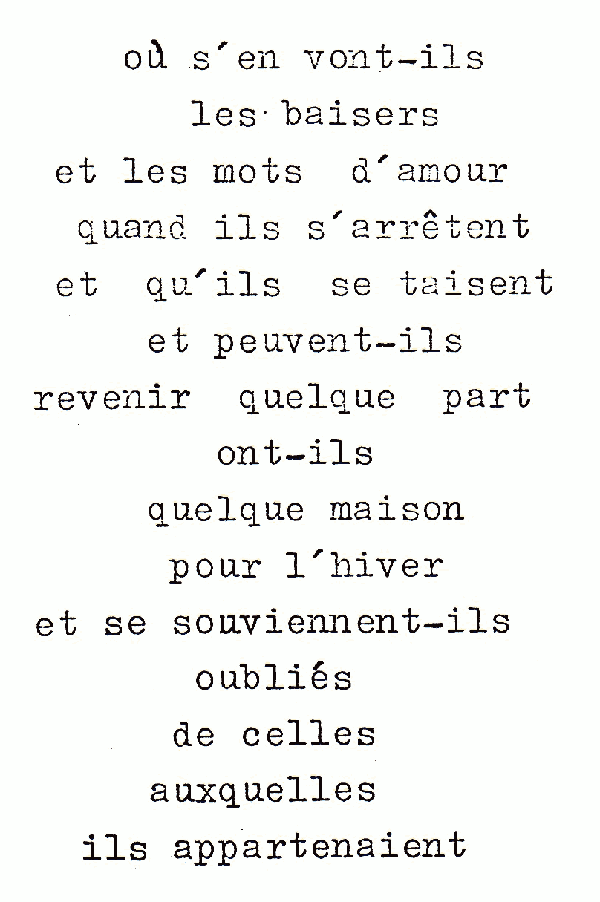 où s'en vont-ils
les baisers
et les mots d'amour
quand ils s'arrêtent
et qu'ils se taisent
et peuvent-ils
revenir quelque part
ont-ils
quelque maison
pour l'hiver
et se souviennent-ils
oubliés
de celles
auxquelles
ils appartenaient